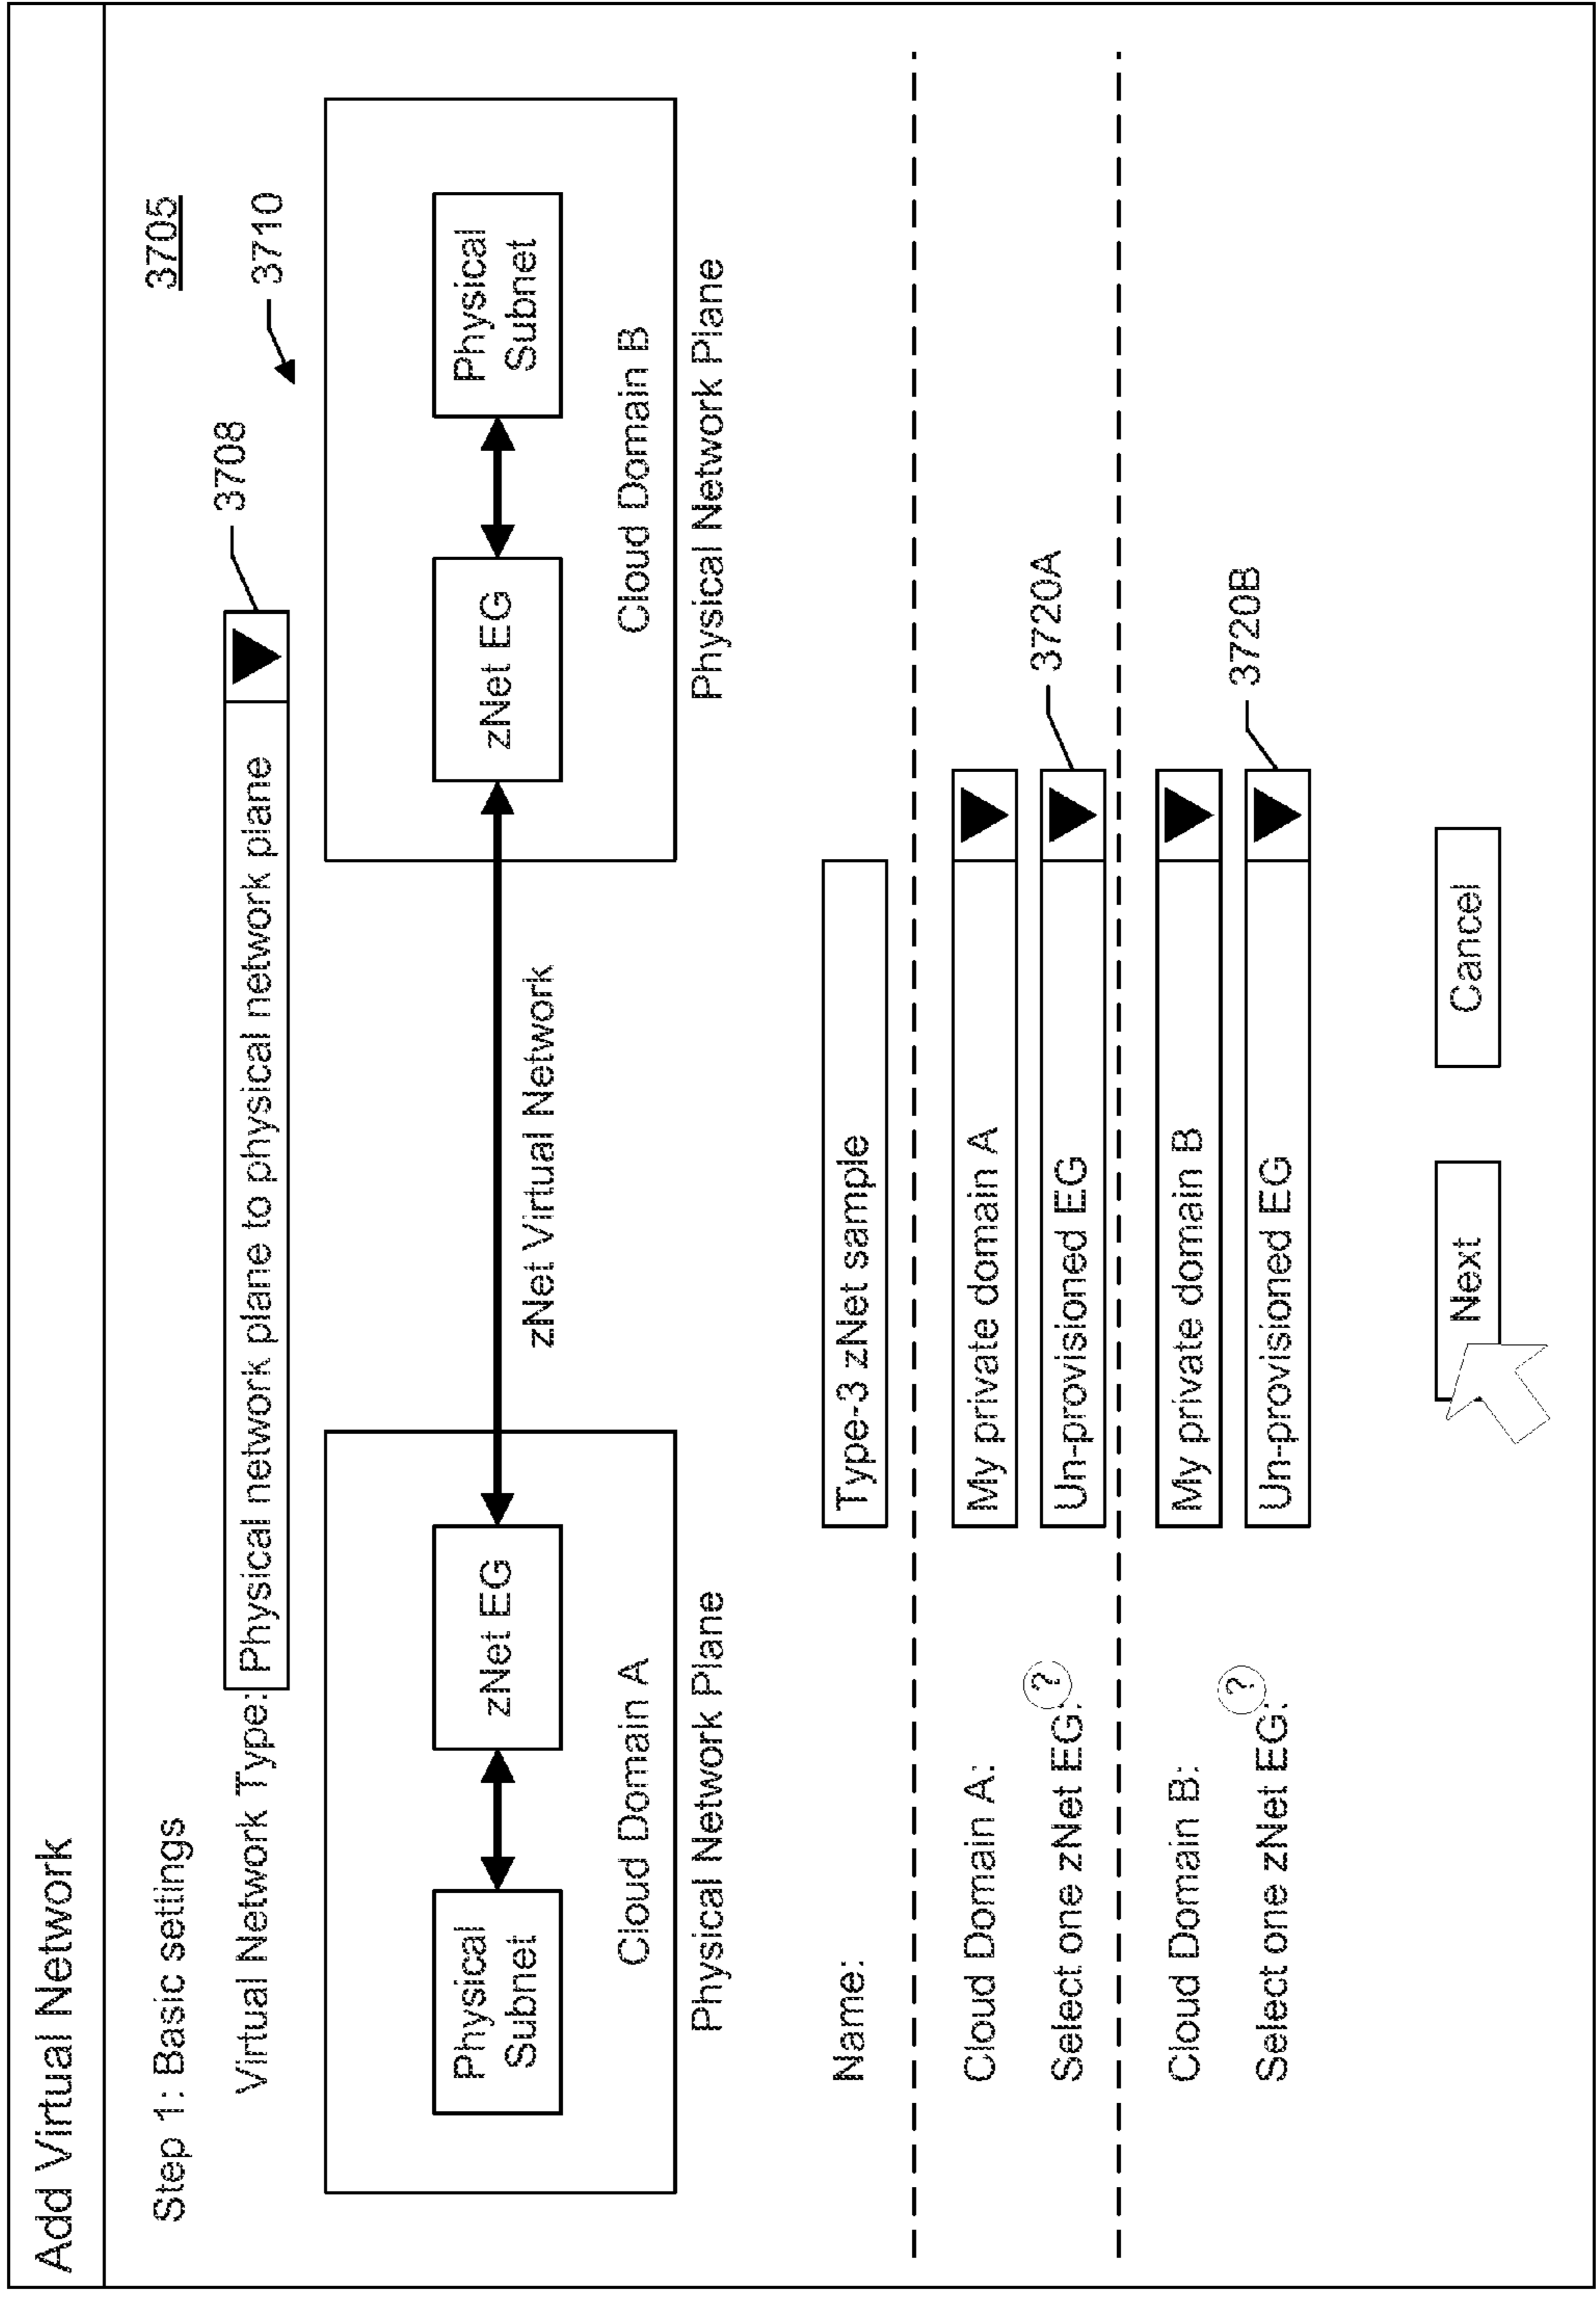 Add Virtual Network
Step 1: Basic settings
3705
Virtual Network Type:
Physical network plane to physical network plane
3708
3710
Physical
Subnet
zNet EG
zNet Virtual Network
zNet EG
Physical
Subnet
Cloud Domain A
Cloud Domain B
Physical Network Plane
Physical Network Plane
Name:
Type-3 zNet sample
Cloud Domain A:
My private domain A
Select one zNet EG:
?
Un-provisioned EG
3720A
Cloud Domain B:
My private domain B
Select one zNet EG:
?
Un-provisioned EG
3720B
Next
Cancel